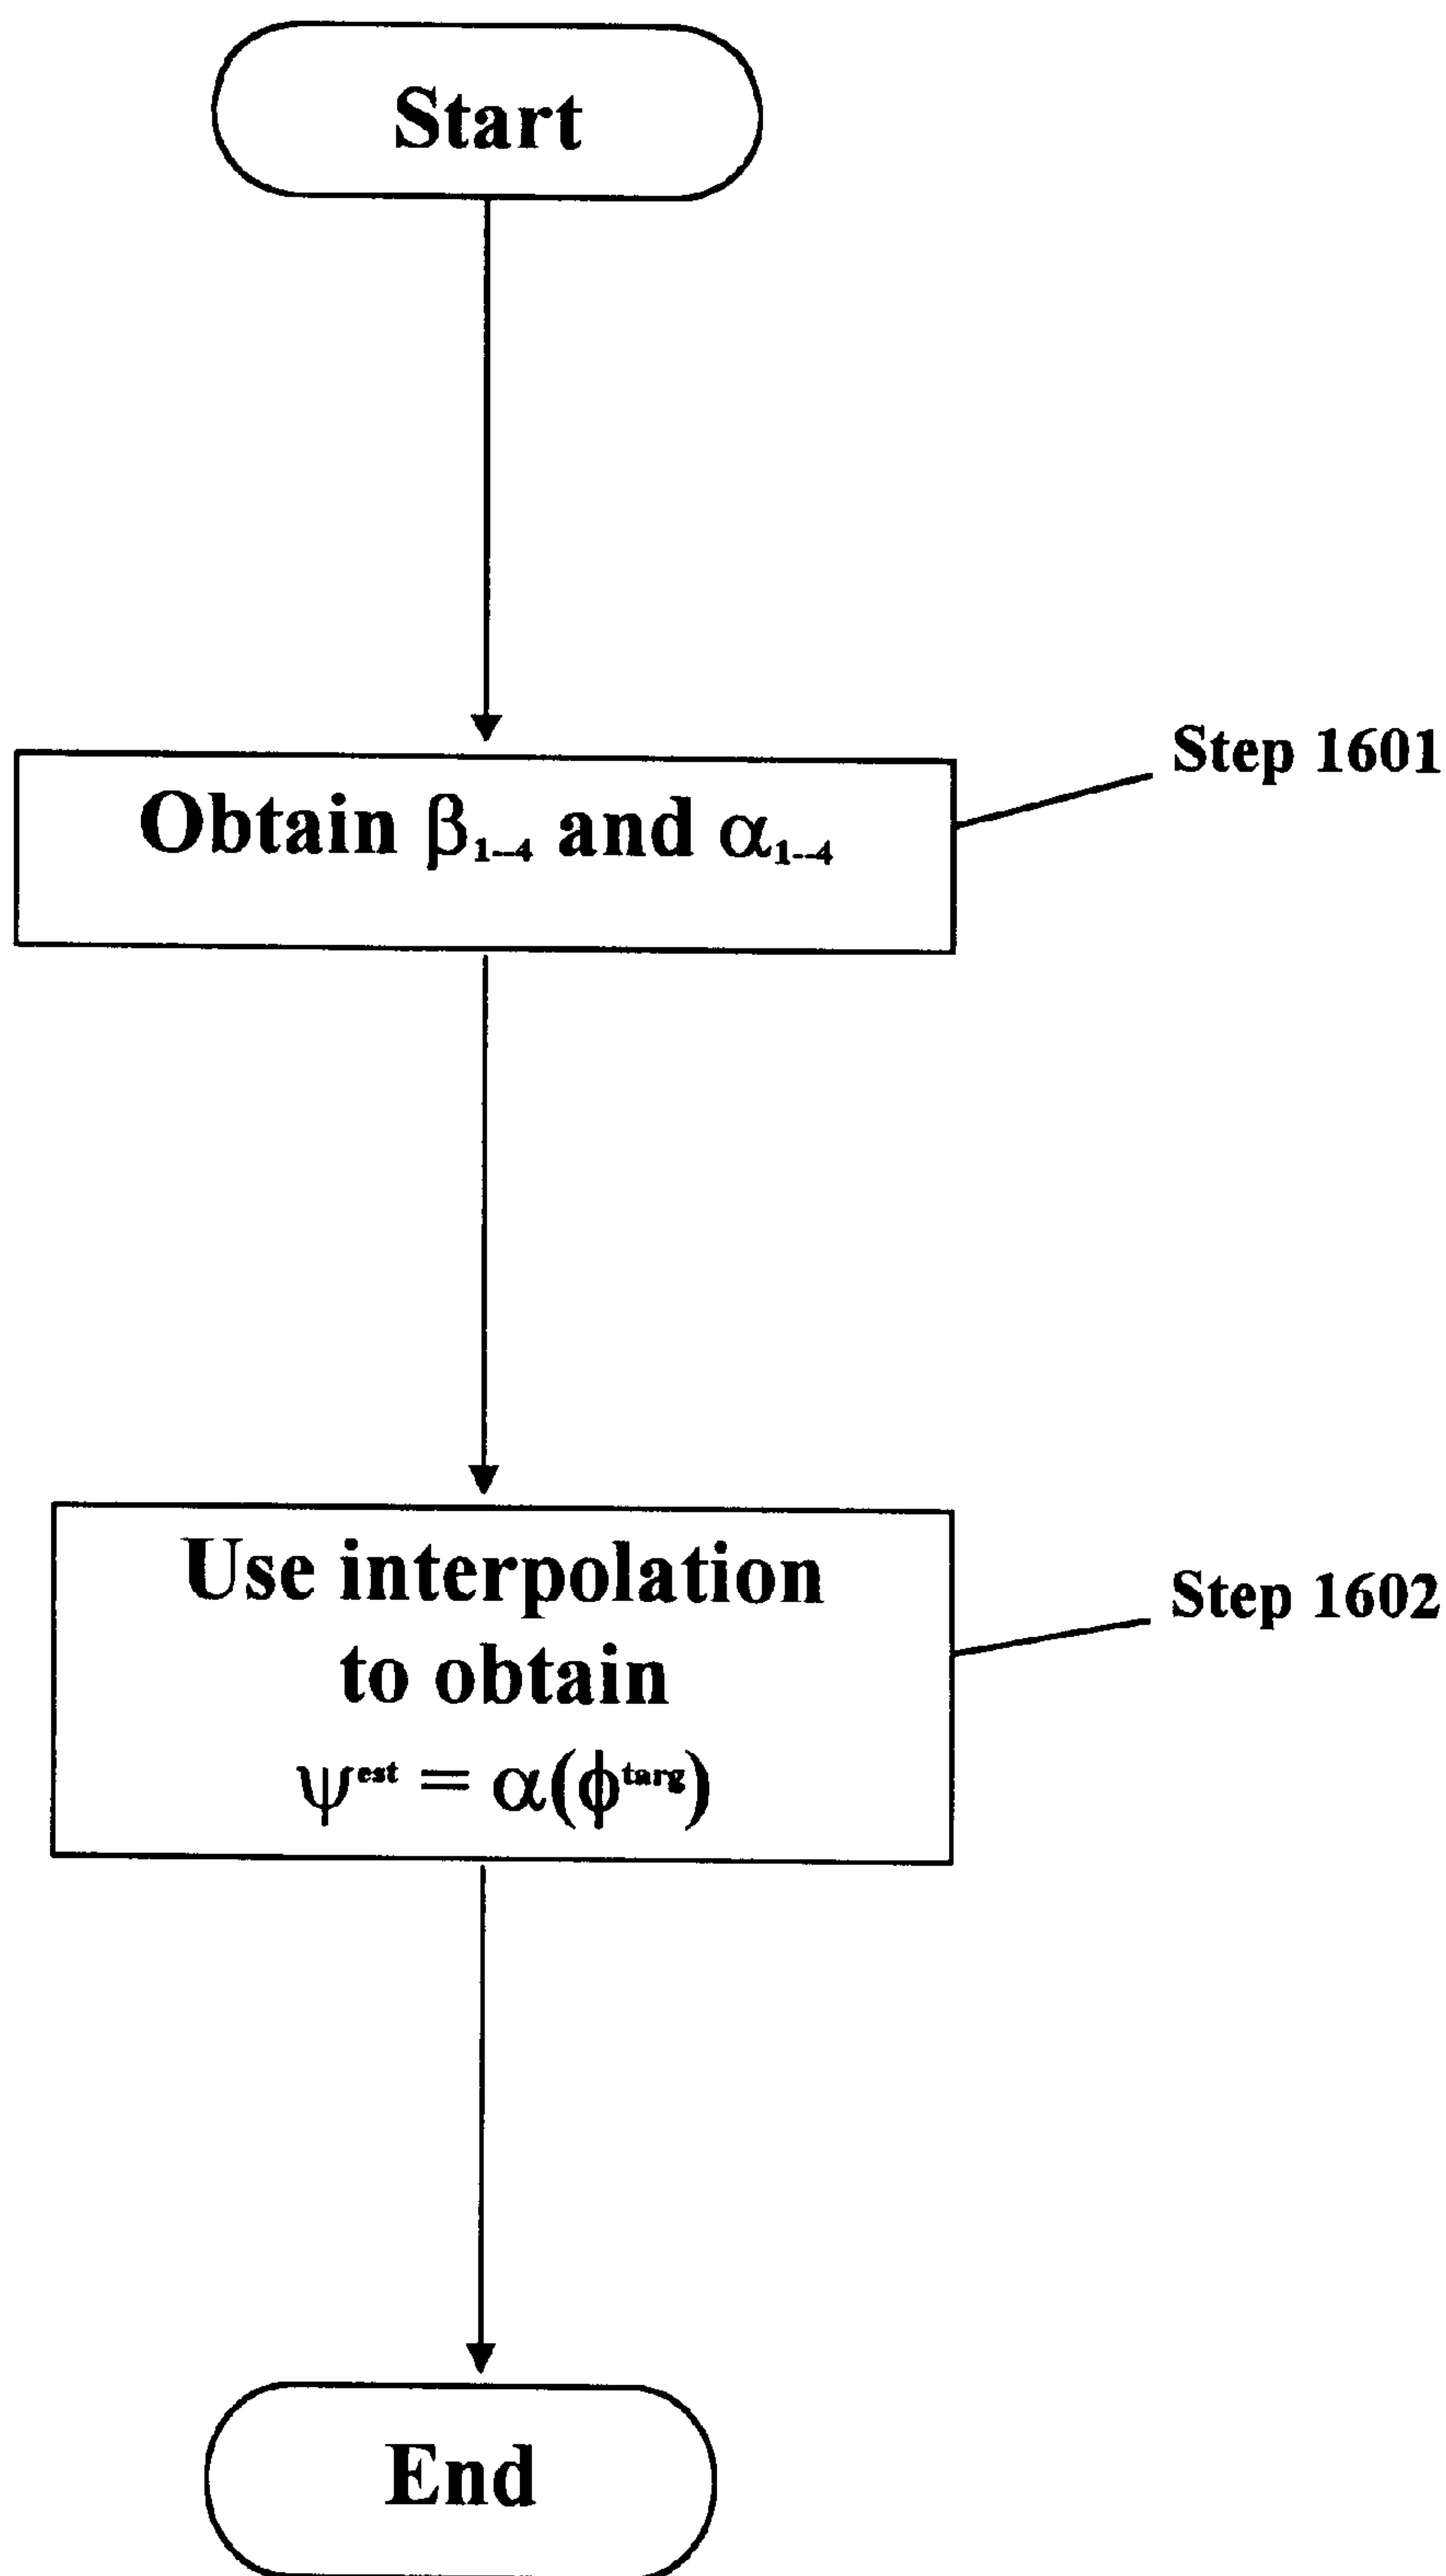 Start
Step 1601
Obtain β₁₋₋₄ and α₁₋₋₄
Use interpolation
Step 1602
to obtain
ψᵉˢᵗ = α(ϕᵗᵃʳᵍ)
End